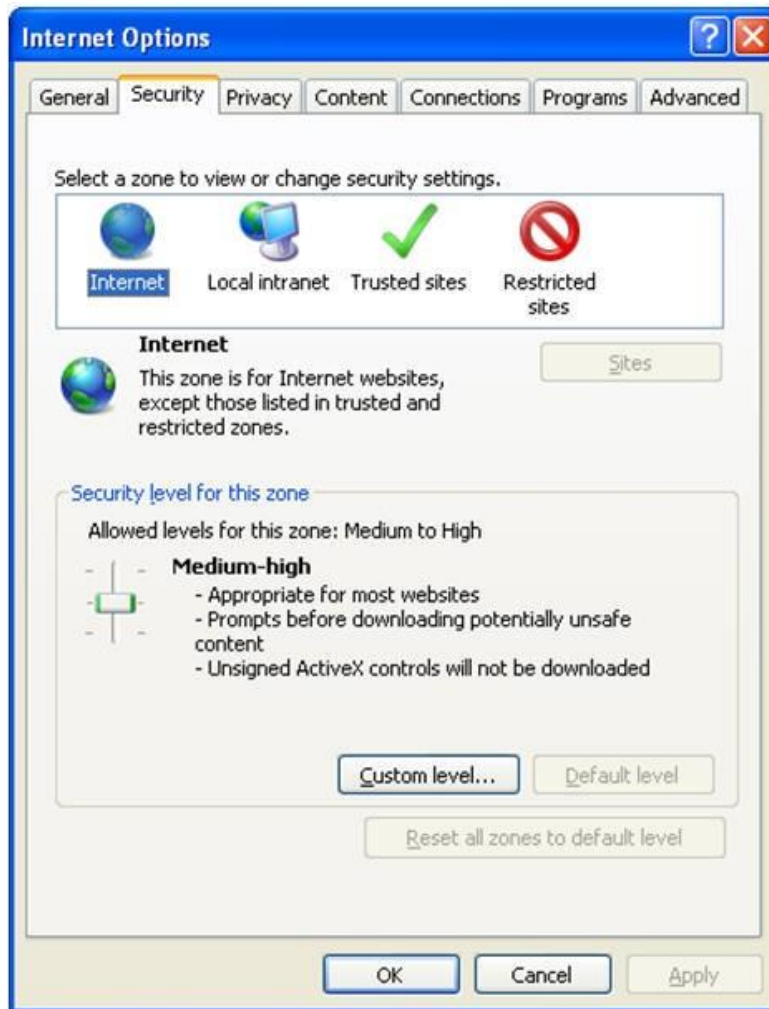 Internet Options
?
General Security Privacy Content Connections Programs Advanced
Select a zone to view or change security settings.
Internet Local intranet Trusted sites Restricted
sites
Internet
Sites
This zone is for Internet websites,
except those listed in trusted and
restricted zones.
Security level for this zone
Allowed levels for this zone: Medium to High
Medium-high
- Appropriate for most websites
- Prompts before downloading potentially unsafe
content
- Unsigned ActiveX controls will not be downloaded
Custom level... Default level
Reset all zones to default level
OK Cancel Apply